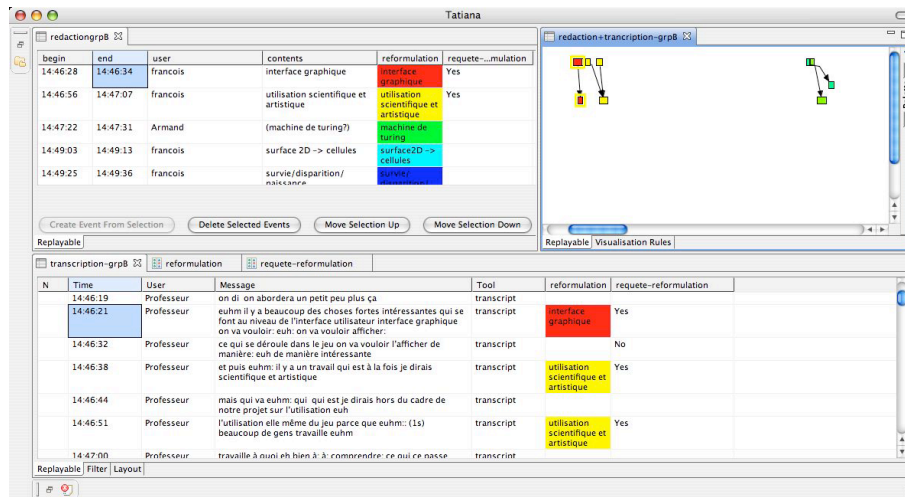 Tatiana
redactiongrpB
begin end user contents reformulation requete-...mulation
14:46:28 14:46:34 francois interface graphique interface graphique Yes
14:46:56 14:47:07 francois utilisation scientifique et artistique utilsation scientifique et artistique Yes
14:47:22 14:47:31 Armand (machine de turing?) machine de turing
14:49:03 14:49:13 francois surface 2D -> cellules surface2D -> cellules
14:49:25 14:49:36 francois survie/disparition/ naissance survie/
Create Event From Selection Delete Selected Events Move Selection Up Move Selection Down
Replayable
redaction+trancription-grpB
Replayable Visualisation Rules
transcription-grpB reformulation requete-reformulation
N Time User Message Tool reformulation requete-reformulation
14:46:19 Professeur on di on abordera un petit peu plus ça transcript
14:46:21 Professeur euhm il y a beaucoup des choses fortes intéressantes qui se transcript interface Yes
font au niveau de l'interface utilisateur interface graphique graphique
on va vouloir: euh: on va vouloir afficher:
14:46:32 Professeur ce qui se déroule dans le jeu on va vouloir l'afficher de transcript No
manière: euh de manière intéressante
14:46:38 Professeur et puis euhm: il y a un travail qui est à la fois je dirais transcript utilisation Yes
scientifique et artistique scientifique et
artistique
14:46:44 Professeur mais qui va euhm: qui qui est je dirais hors du cadre de transcript
notre projet sur l'utilisation euh
14:46:51 Professeur l'utilisation elle même du jeu parce que euhm:: (1s) transcript utilisation Yes
beaucoup de gens travaille euhm scientifique et
artistique
14:47:00 Professeur travaille à quoi eh bien à: à: comprendre: ce qui ce passe transcript
Replayable Filter Layout